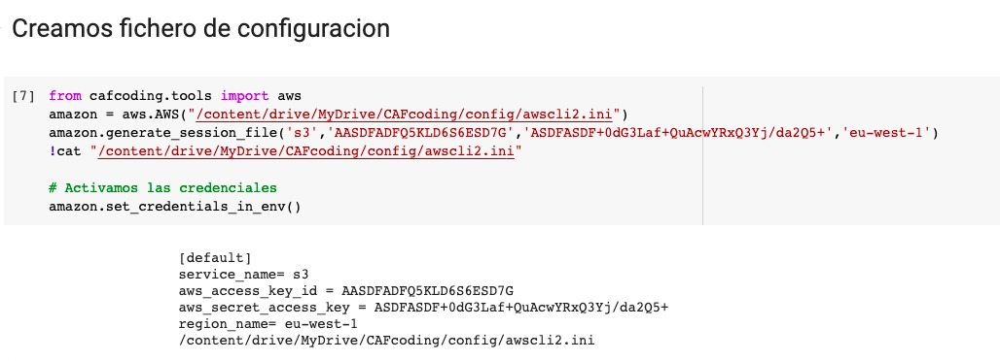 Creamos fichero de configuracion
[7] from cafcoding.tools import aws
amazon = aws.AWS("/content/drive/MyDrive/CAFcoding/config/awscli2.ini")
amazon.generate_session_file('s3','AASDFADFQ5KLD6S6ESD7G','ASDFASDF+0dG3Laf+QuAcwYRxQ3Yj/da2Q5+','eu-west-1')
!cat "/content/drive/MyDrive/CAFcoding/config/awscli2.ini"
# Activamos las credenciales
amazon.set_credentials_in_env()
[default]
service_name= s3
aws_access_key_id = AASDFADFQ5KLD6S6ESD7G
aws_secret_access_key = ASDFASDF+0dG3Laf+QuAcwYRxQ3Yj/da2Q5+
region_name= eu-west-1
/content/drive/MyDrive/CAFcoding/config/awscli2.ini